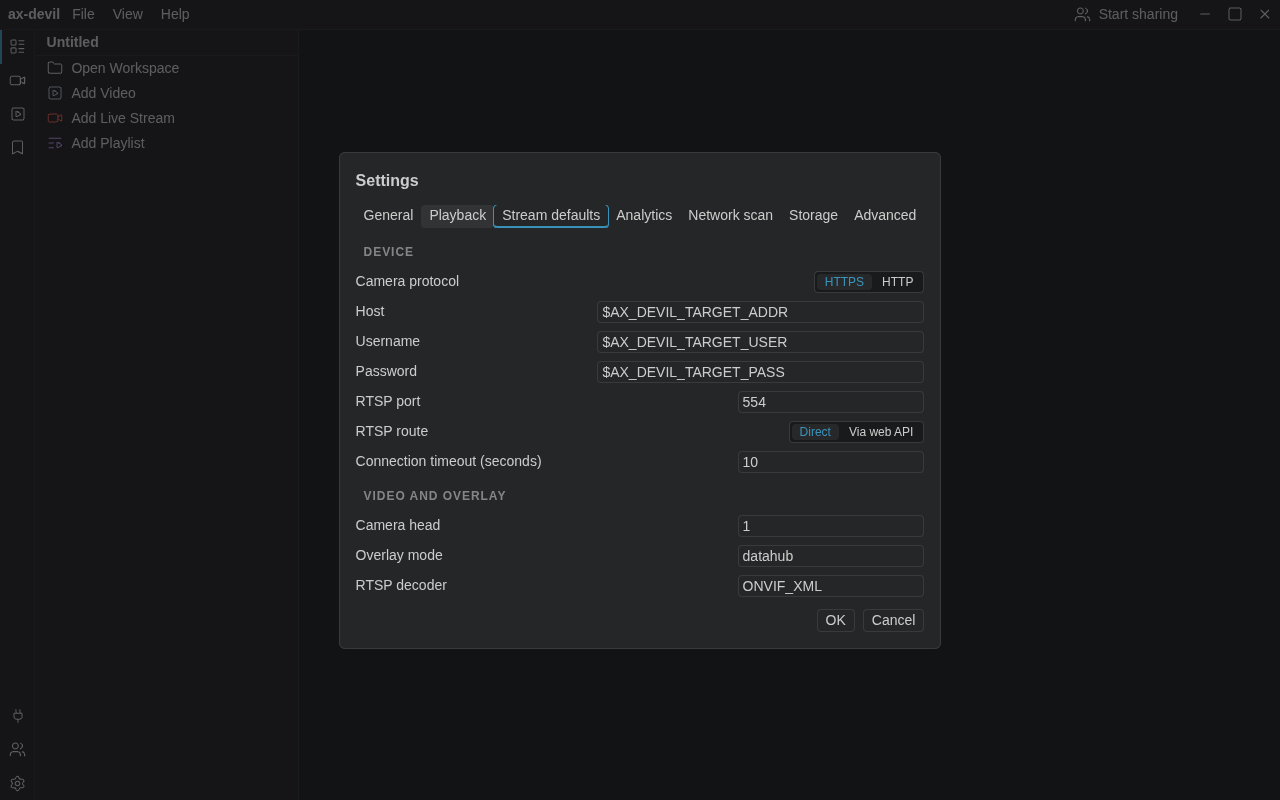 ax-devil File View Help Start sharing
Untitled
Open Workspace
Add Video
Add Live Stream
Add Playlist
Settings
General Playback Stream defaults Analytics Network scan Storage Advanced
DEVICE
Camera protocol HTTPS HTTP
Host $AX_DEVIL_TARGET_ADDR
Username $AX_DEVIL_TARGET_USER
Password $AX_DEVIL_TARGET_PASS
RTSP port 554
RTSP route Direct Via web API
Connection timeout (seconds) 10
VIDEO AND OVERLAY
Camera head 1
Overlay mode datahub
RTSP decoder ONVIF_XML
OK Cancel